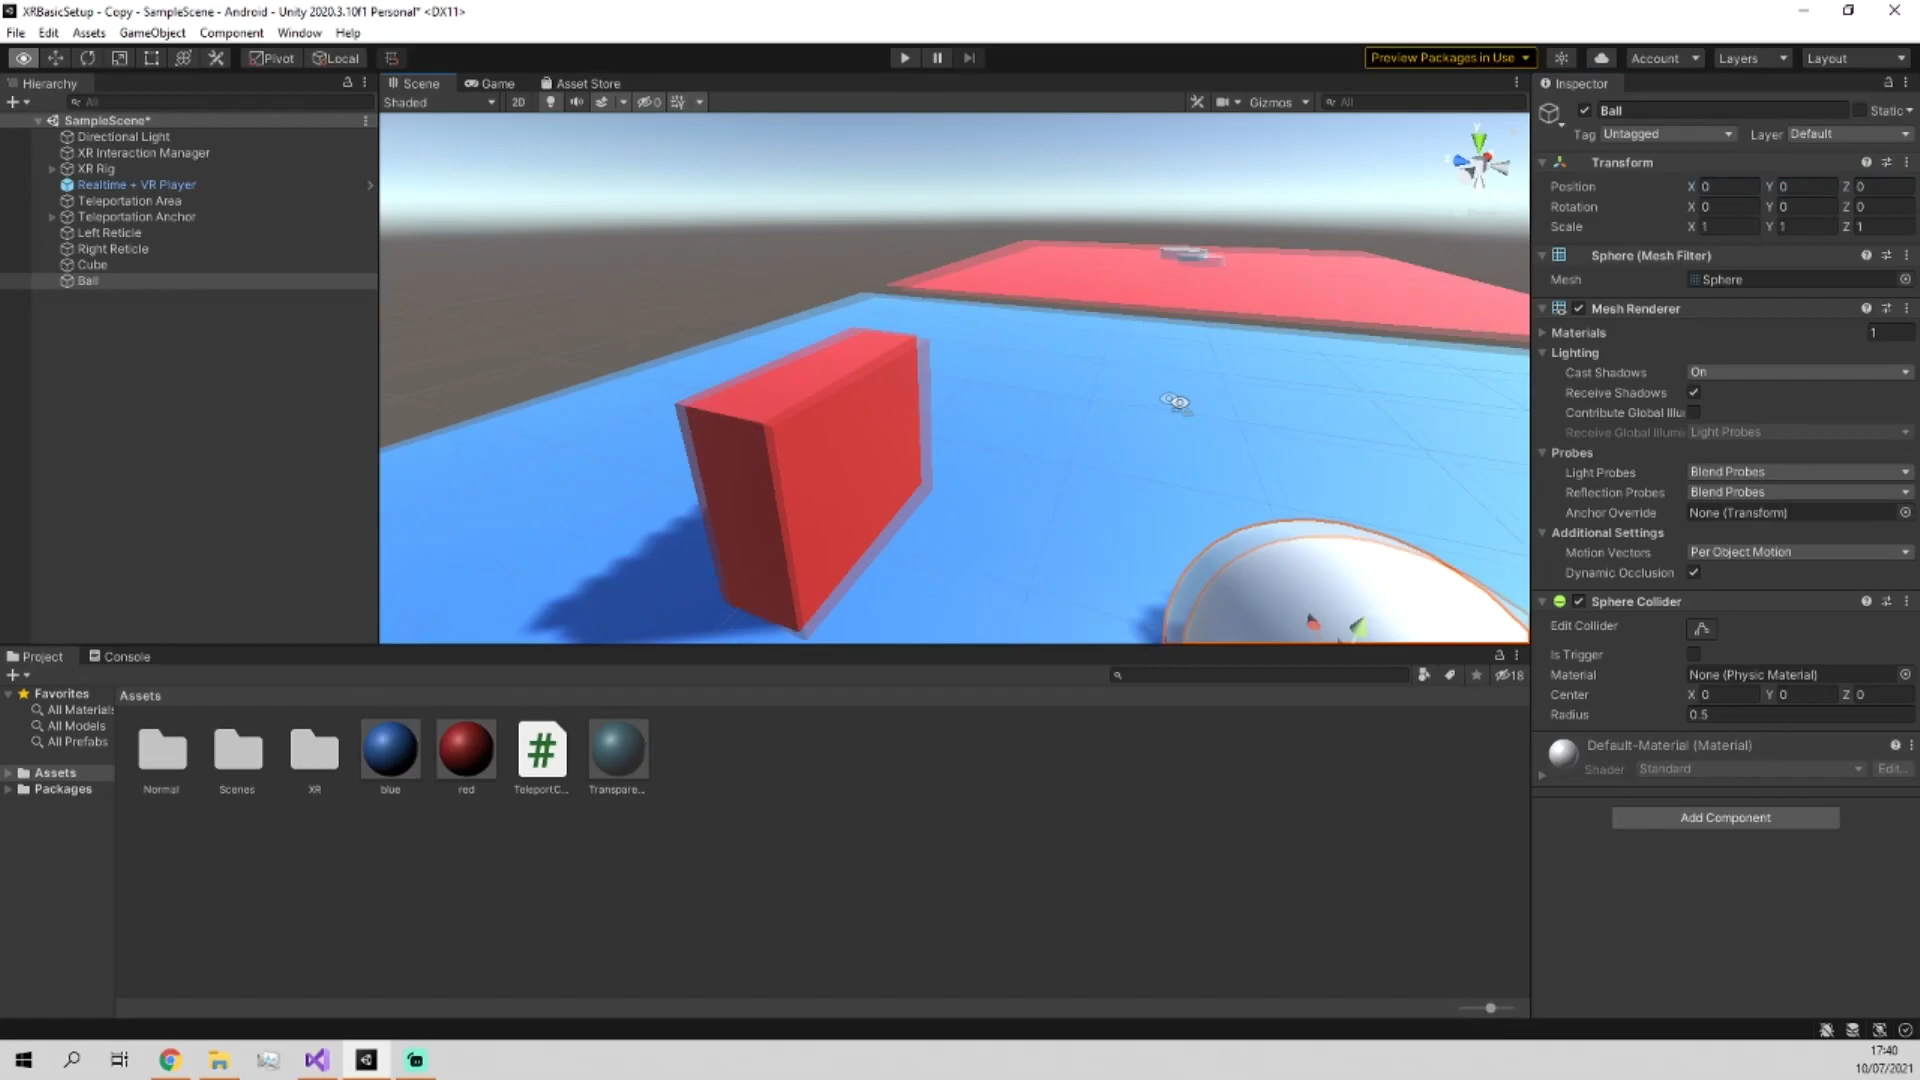 XRBasicSetup - Copy - SampleScene - Android - Unity 2020.3.10f1 Personal* <DX11>
File Edit Assets GameObject Component Window Help
Pivot Local Preview Packages in Use Account Layers Layout
Hierarchy
All
SampleScene*
Directional Light
XR Interaction Manager
XR Rig
Realtime + VR Player
Teleportation Area
Teleportation Anchor
Left Reticle
Right Reticle
Cube
Ball
Scene Game Asset Store
Shaded 2D 0 Gizmos All
y
Inspector
Ball Static
Tag Untagged Layer Default
Transform
Position X 0 Y 0 Z 0
Rotation X 0 Y 0 Z 0
Scale X 1 Y 1 Z 1
Sphere (Mesh Filter)
Mesh Sphere
Mesh Renderer
Materials 1
Lighting
Cast Shadows On
Receive Shadows
Contribute Global Illu
Receive Global Illumi Light Probes
Probes
Light Probes Blend Probes
Reflection Probes Blend Probes
Anchor Override None (Transform)
Additional Settings
Motion Vectors Per Object Motion
Dynamic Occlusion
Sphere Collider
Edit Collider
Is Trigger
Material None (Physic Material)
Center X 0 Y 0 Z 0
Radius 0.5
Default-Material (Material)
Shader Standard Edit...
Add Component
Project Console
18
Favorites
All Materials
All Models
All Prefabs
Assets
Packages
Assets
Normal Scenes XR blue red TeleportC... Transpare...
17:40
10/07/2021